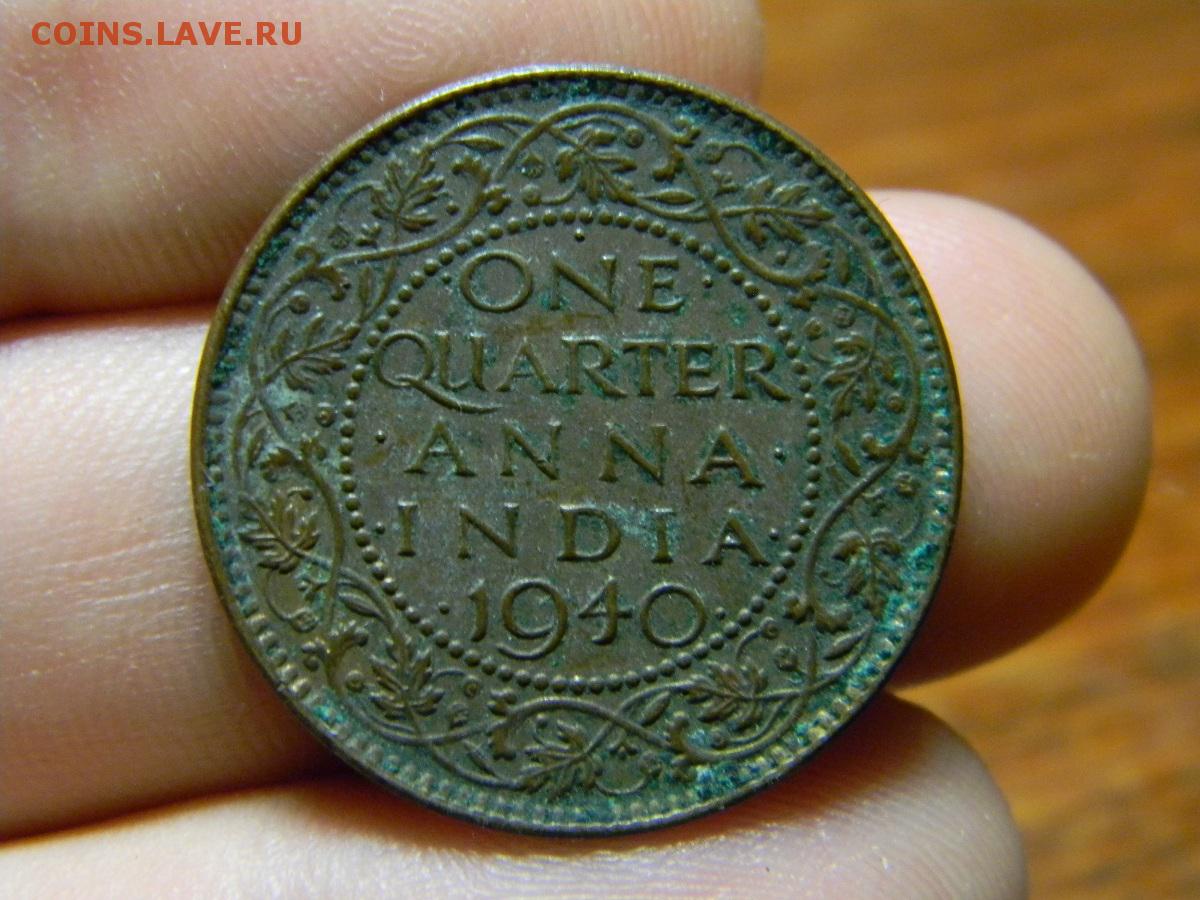 COINS.LAVE.RU
ONE
QUARTER
·ANNA·
·INDIA·
·1940·